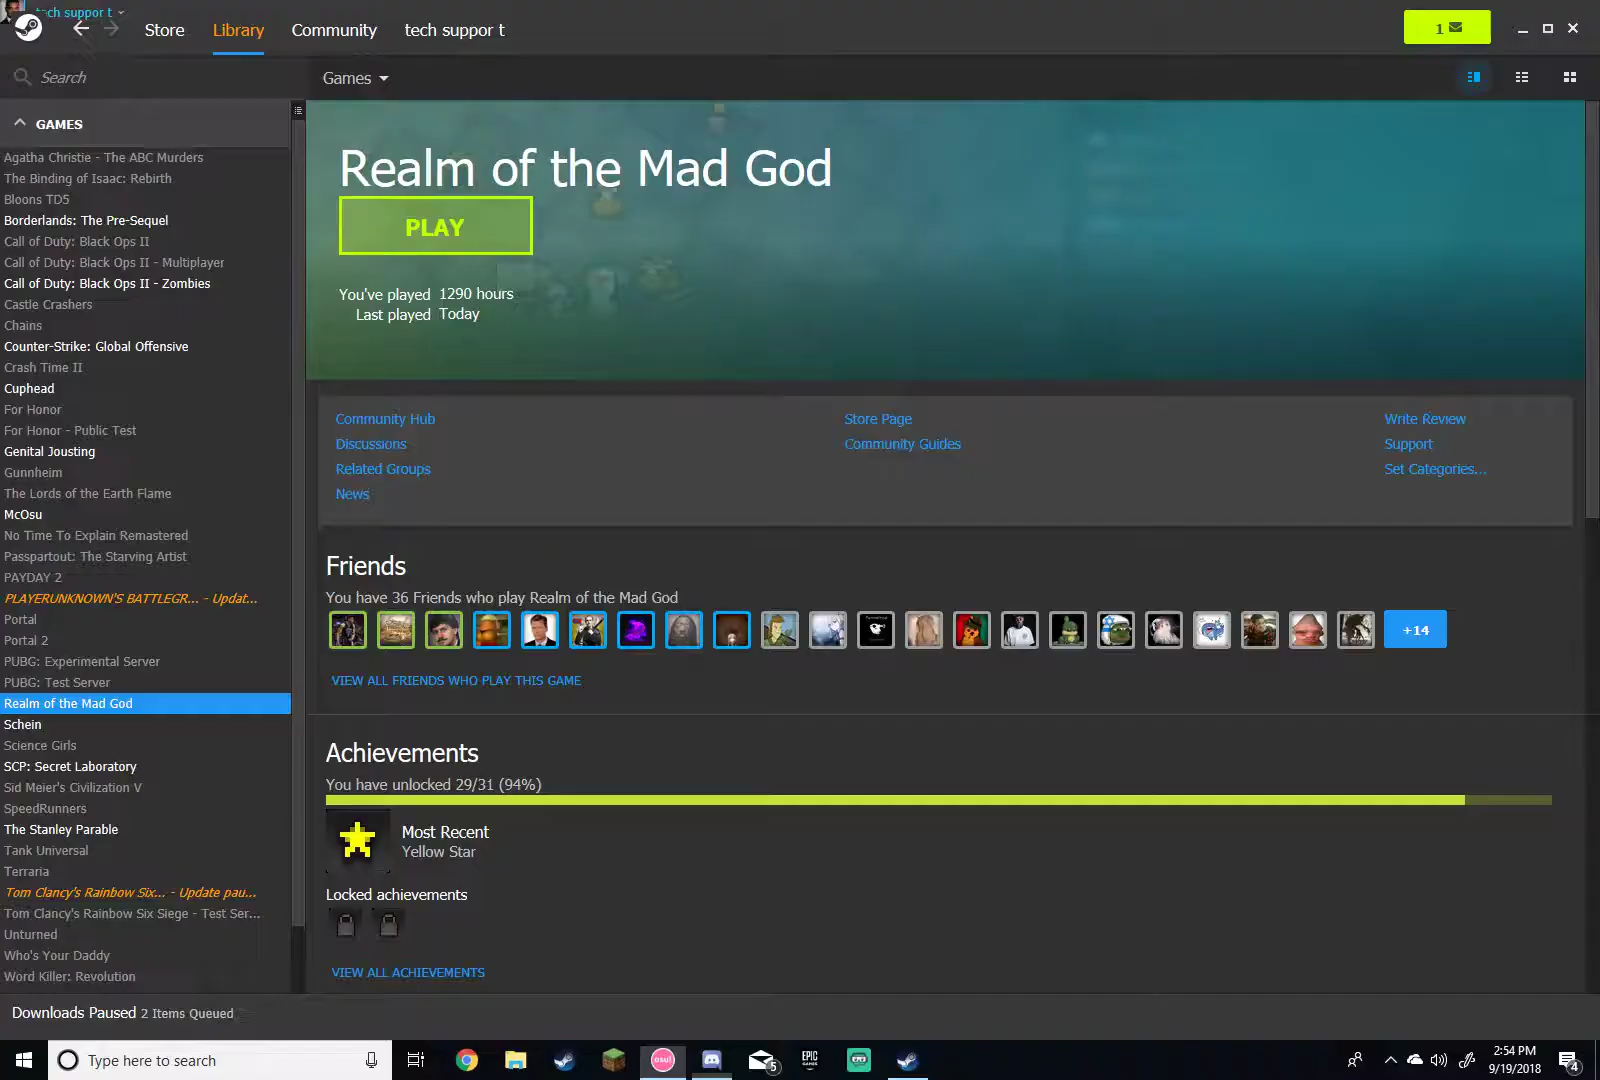 tech suppor t
Store
Library
Community
tech suppor t
1
Search
Games
GAMES
Agatha Christie - The ABC Murders
The Binding of Isaac: Rebirth
Bloons TD5
Borderlands: The Pre-Sequel
Call of Duty: Black Ops II
Call of Duty: Black Ops II - Multiplayer
Call of Duty: Black Ops II - Zombies
Castle Crashers
Chains
Counter-Strike: Global Offensive
Crash Time II
Cuphead
For Honor
For Honor - Public Test
Genital Jousting
Gunnheim
The Lords of the Earth Flame
McOsu
No Time To Explain Remastered
Passpartout: The Starving Artist
PAYDAY 2
PLAYERUNKNOWN'S BATTLEGR... - Updat...
Portal
Portal 2
PUBG: Experimental Server
PUBG: Test Server
Realm of the Mad God
Schein
Science Girls
SCP: Secret Laboratory
Sid Meier's Civilization V
SpeedRunners
The Stanley Parable
Tank Universal
Terraria
Tom Clancy's Rainbow Six... - Update pau...
Tom Clancy's Rainbow Six Siege - Test Ser...
Unturned
Who's Your Daddy
Word Killer: Revolution
Realm of the Mad God
PLAY
You've played 1290 hours
Last played Today
Community Hub
Discussions
Related Groups
News
Store Page
Community Guides
Write Review
Support
Set Categories...
Friends
You have 36 Friends who play Realm of the Mad God
+14
VIEW ALL FRIENDS WHO PLAY THIS GAME
Achievements
You have unlocked 29/31 (94%)
Most Recent
Yellow Star
Locked achievements
VIEW ALL ACHIEVEMENTS
Downloads Paused 2 Items Queued
Type here to search
osu!
5
EPIC
GAMES
2:54 PM
9/19/2018
4